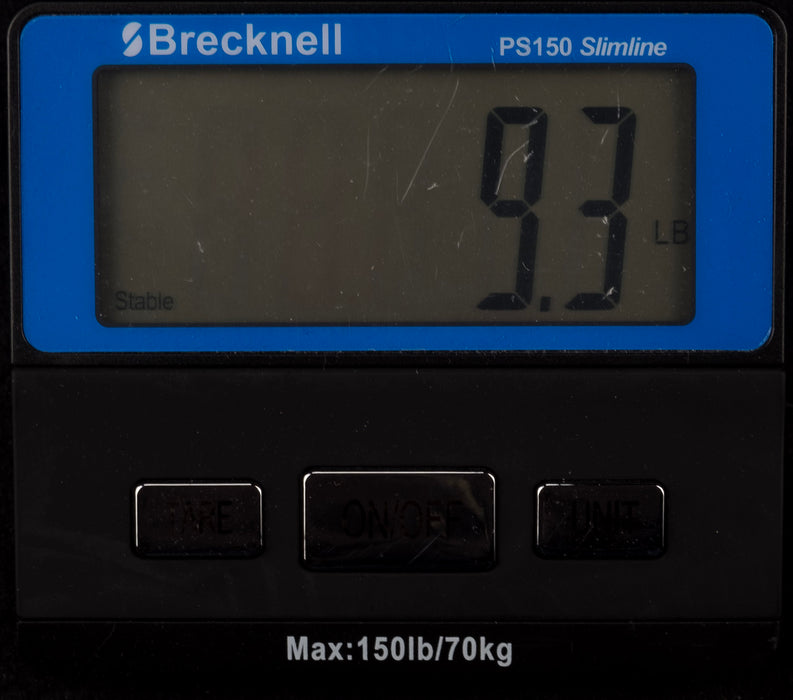 Brecknell
PS150 Slimline
9.3
LB
Stable
TARE
ON/OFF
UNIT
Max:150lb/70kg